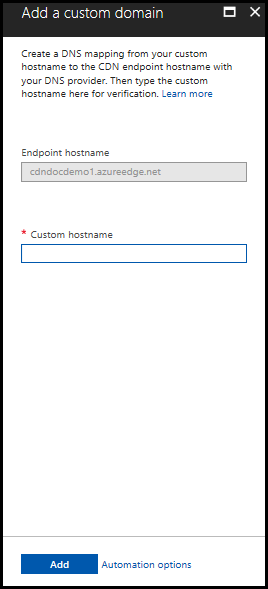 Add a custom domain
Create a DNS mapping from your custom
hostname to the CDN endpoint hostname with
your DNS provider. Then type the custom
hostname here for verification. Learn more
Endpoint hostname
cdndocdemo1.azureedge.net
* Custom hostname
Add Automation options